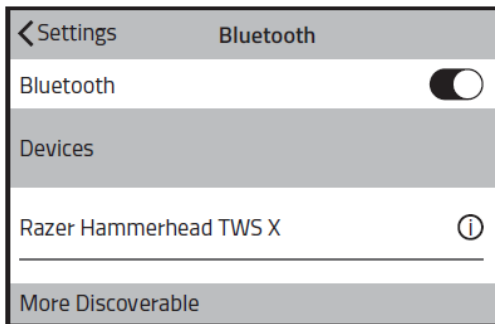 Settings Bluetooth
Bluetooth
Devices
Razer Hammerhead TWS X
More Discoverable